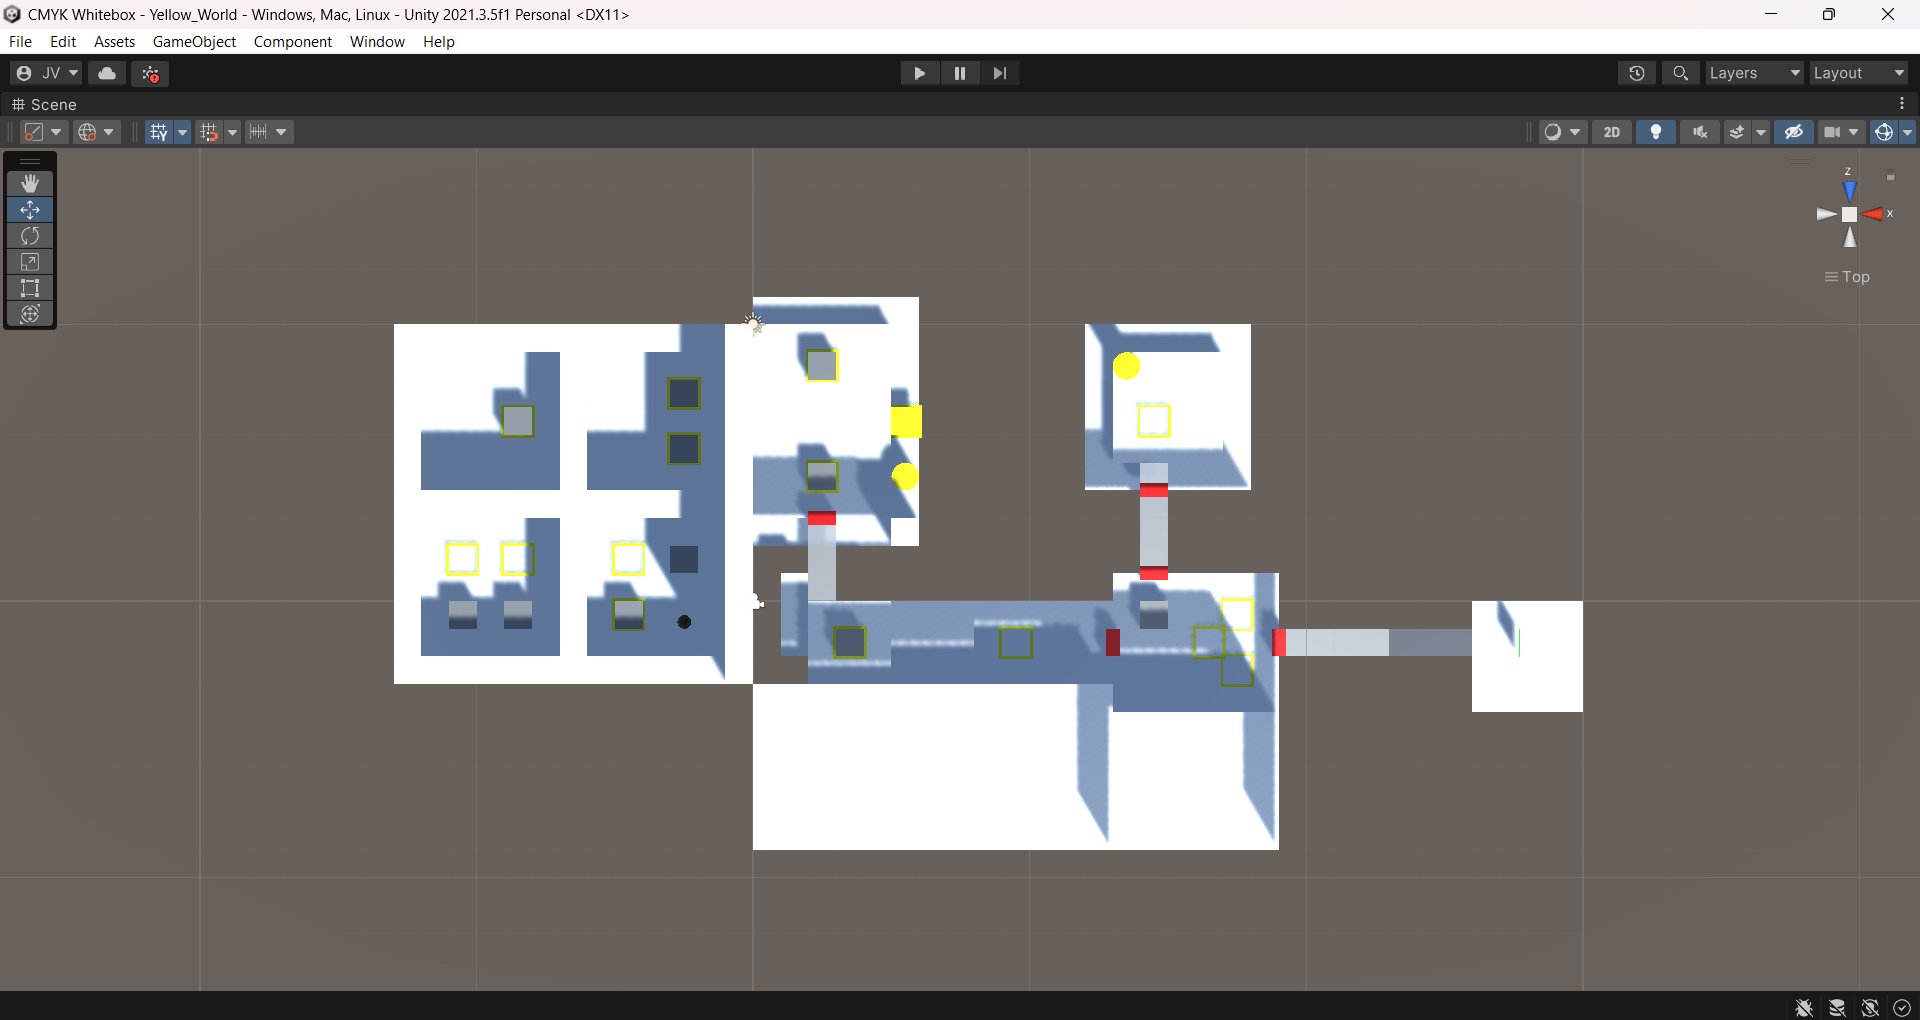 CMYK Whitebox - Yellow_World - Windows, Mac, Linux - Unity 2021.3.5f1 Personal <DX11>
File Edit Assets GameObject Component Window Help
JV Layers Layout
Scene
2D
z
x
Top